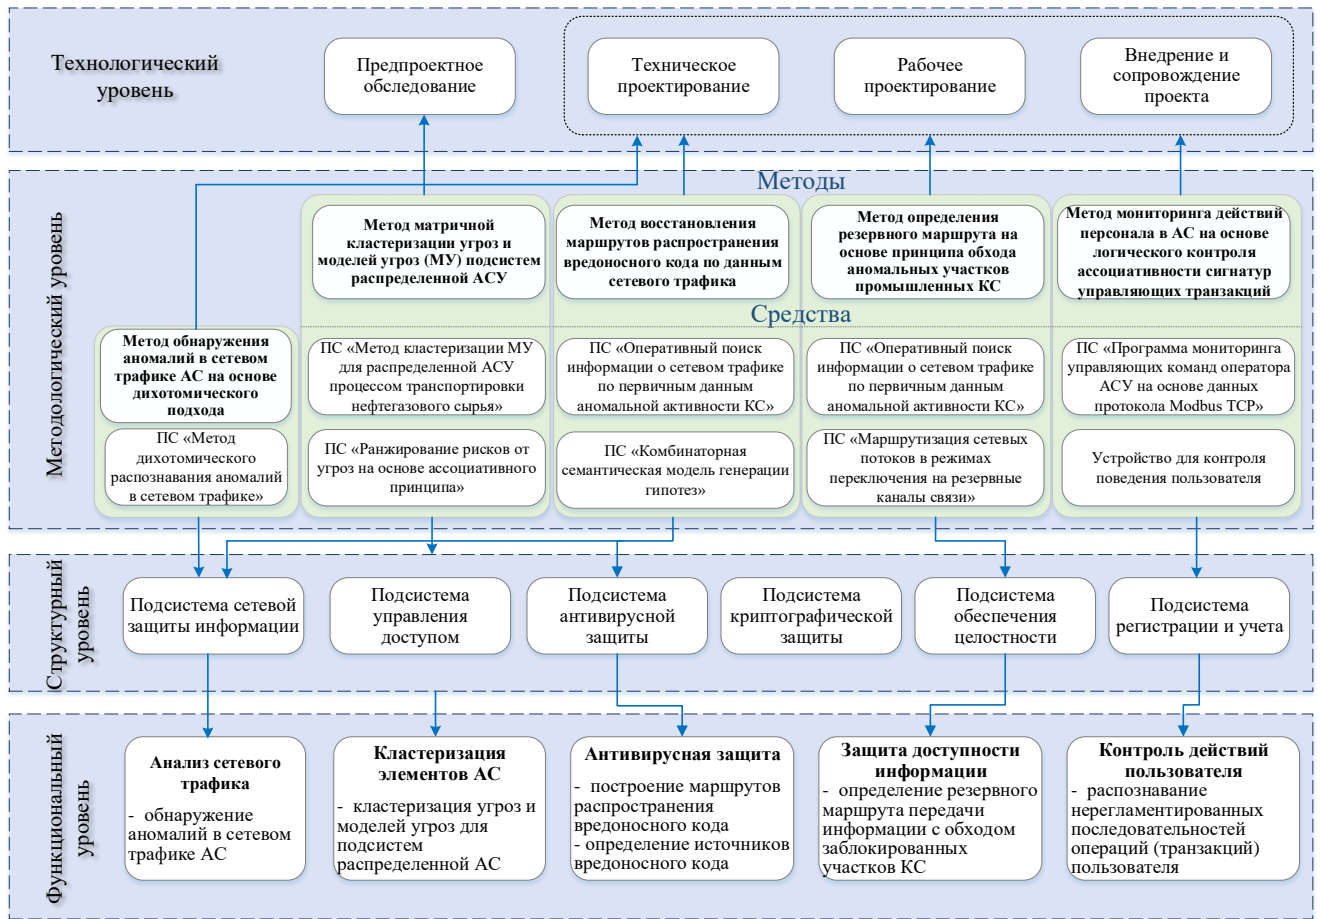 Технологический
уровень
Предпроектное
обследование
Техническое
проектирование
Рабочее
проектирование
Внедрение и
сопровождение
проекта
Методологический уровень
Методы
Метод матричной
кластеризации угроз и
моделей угроз (МУ) подсистем
распределенной АСУ
Метод восстановления
маршрутов распространения
вредоносного кода по данным
сетевого трафика
Метод определения
резервного маршрута на
основе принципа обхода
аномальных участков
промышленных КС
Метод мониторинга действий
персонала в АС на основе
логического контроля
ассоциативности сигнатур
управляющих транзакций
Средства
Метод обнаружения
аномалий в сетевом
трафике АС на основе
дихотомического
подхода
ПС «Метод
дихотомического
распознавания аномалий
в сетевом трафике»
ПС «Метод кластеризации МУ
для распределенной АСУ
процессом транспортировки
нефтегазового сырья»
ПС «Оперативный поиск
информации о сетевом трафике
по первичным данным
аномальной активности КС»
ПС «Оперативный поиск
информации о сетевом трафике
по первичным данным
аномальной активности КС»
ПС «Программа мониторинга
управляющих команд оператора
АСУ на основе данных
протокола Modbus TCP»
ПС «Ранжирование рисков от
угроз на основе ассоциативного
принципа»
ПС «Комбинаторная
семантическая модель генерации
гипотез»
ПС «Маршрутизация сетевых
потоков в режимах
переключения на резервные
каналы связи»
Устройство для контроля
поведения пользователя
Структурный
уровень
Подсистема сетевой
защиты информации
Подсистема
управления
доступом
Подсистема
антивирусной
защиты
Подсистема
криптографической
защиты
Подсистема
обеспечения
целостности
Подсистема
регистрации и учета
Функциональный
уровень
Анализ сетевого
трафика
- обнаружение
аномалий в сетевом
трафике АС
Кластеризация
элементов АС
- кластеризация угроз и
моделей угроз для
подсистем
распределенной АС
Антивирусная защита
- построение маршрутов
распространения
вредоносного кода
- определение источников
вредоносного кода
Защита доступности
информации
- определение резервного
маршрута передачи
информации с обходом
заблокированных
участков КС
Контроль действий
пользователя
- распознавание
нерегламентированных
последовательностей
операций (транзакций)
пользователя